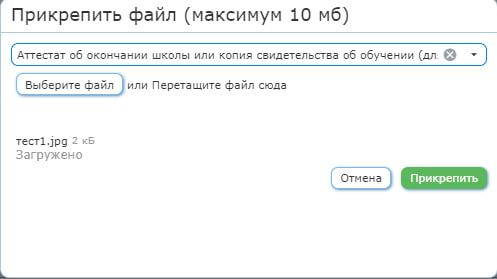 Прикрепить файл (максимум 10 мб)
Аттестат об окончании школы или копия свидетельства об обучении (дл
Выберите файл или Перетащите файл сюда
тест1.jpg 2 кБ
Загружено
Отмена Прикрепить